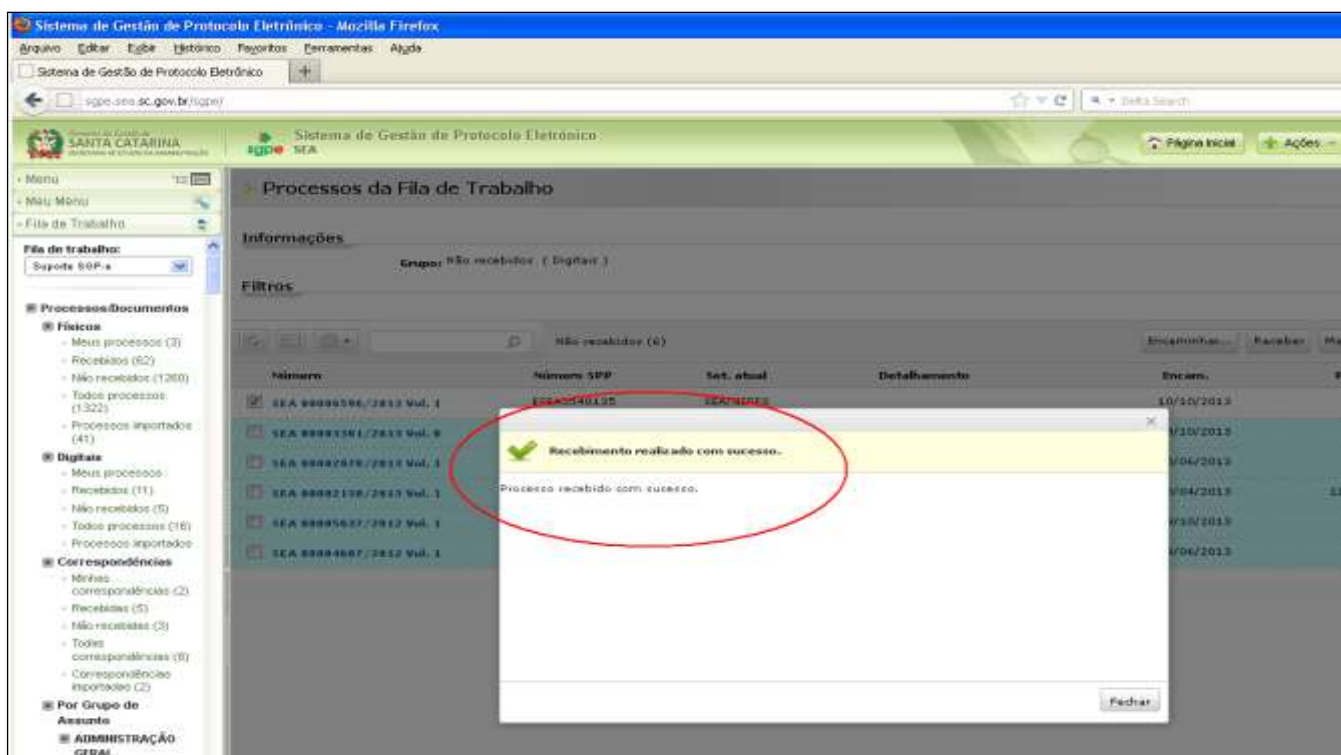 Sistema de Gestão de Protocolo Eletrônico - Mozilla Firefox
Arquivo Editar Exibir Histórico Favoritos Ferramentas Ajuda
Sistema de Gestão de Protocolo Eletrônico +
sgpe.sea.sc.gov.br/sgpe/ Delta Search
SANTA CATARINA
sgpe Sistema de Gestão de Protocolo Eletrônico
SEA
Página Inicial Ações
Menu
Meu Menu
Fila de Trabalho
Fila de trabalho:
Suporte SGP-e
Processos/Documentos
Físicos
Meus processos (3)
Recebidos (62)
Não recebidos (1260)
Todos processos
(1322)
Processos importados
(41)
Digitais
Meus processos
Recebidos (11)
Não recebidos (5)
Todos processos (16)
Processos importados
Correspondências
Minhas
correspondências (2)
Recebidas (5)
Não recebidas (3)
Todas
correspondências (8)
Correspondências
importadas (2)
Por Grupo de
Assunto
ADMINISTRAÇÃO
GERAL
Processos da Fila de Trabalho
Informações
Grupo: Não recebidos ( Digitais )
Filtros
Não recebidos (6) Encaminhar... Receber
Número Número SPP Set. atual Detalhamento Encam.
Vol. 1 10/10/2013
Recebimento realizado com sucesso.
Processo recebido com sucesso.
Fechar